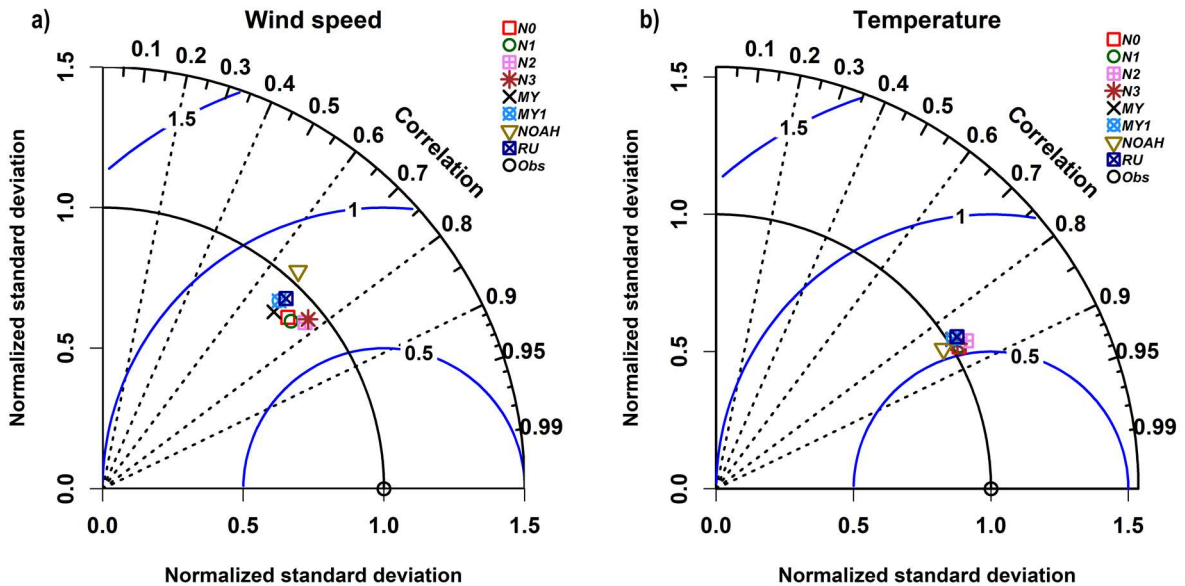 a)
Wind speed
N0
N1
N2
N3
MY
MY1
NOAH
RU
Obs
0.1
0.2
0.3
0.4
0.5
0.6
0.7
0.8
0.9
0.95
0.99
Correlation
1.5
1
0.5
1.5
1.0
0.5
0.0
Normalized standard deviation
0.0
0.5
1.0
1.5
Normalized standard deviation
b)
Temperature
N0
N1
N2
N3
MY
MY1
NOAH
RU
Obs
0.1
0.2
0.3
0.4
0.5
0.6
0.7
0.8
0.9
0.95
0.99
Correlation
1.5
1
0.5
1.5
1.0
0.5
0.0
Normalized standard deviation
0.0
0.5
1.0
1.5
Normalized standard deviation